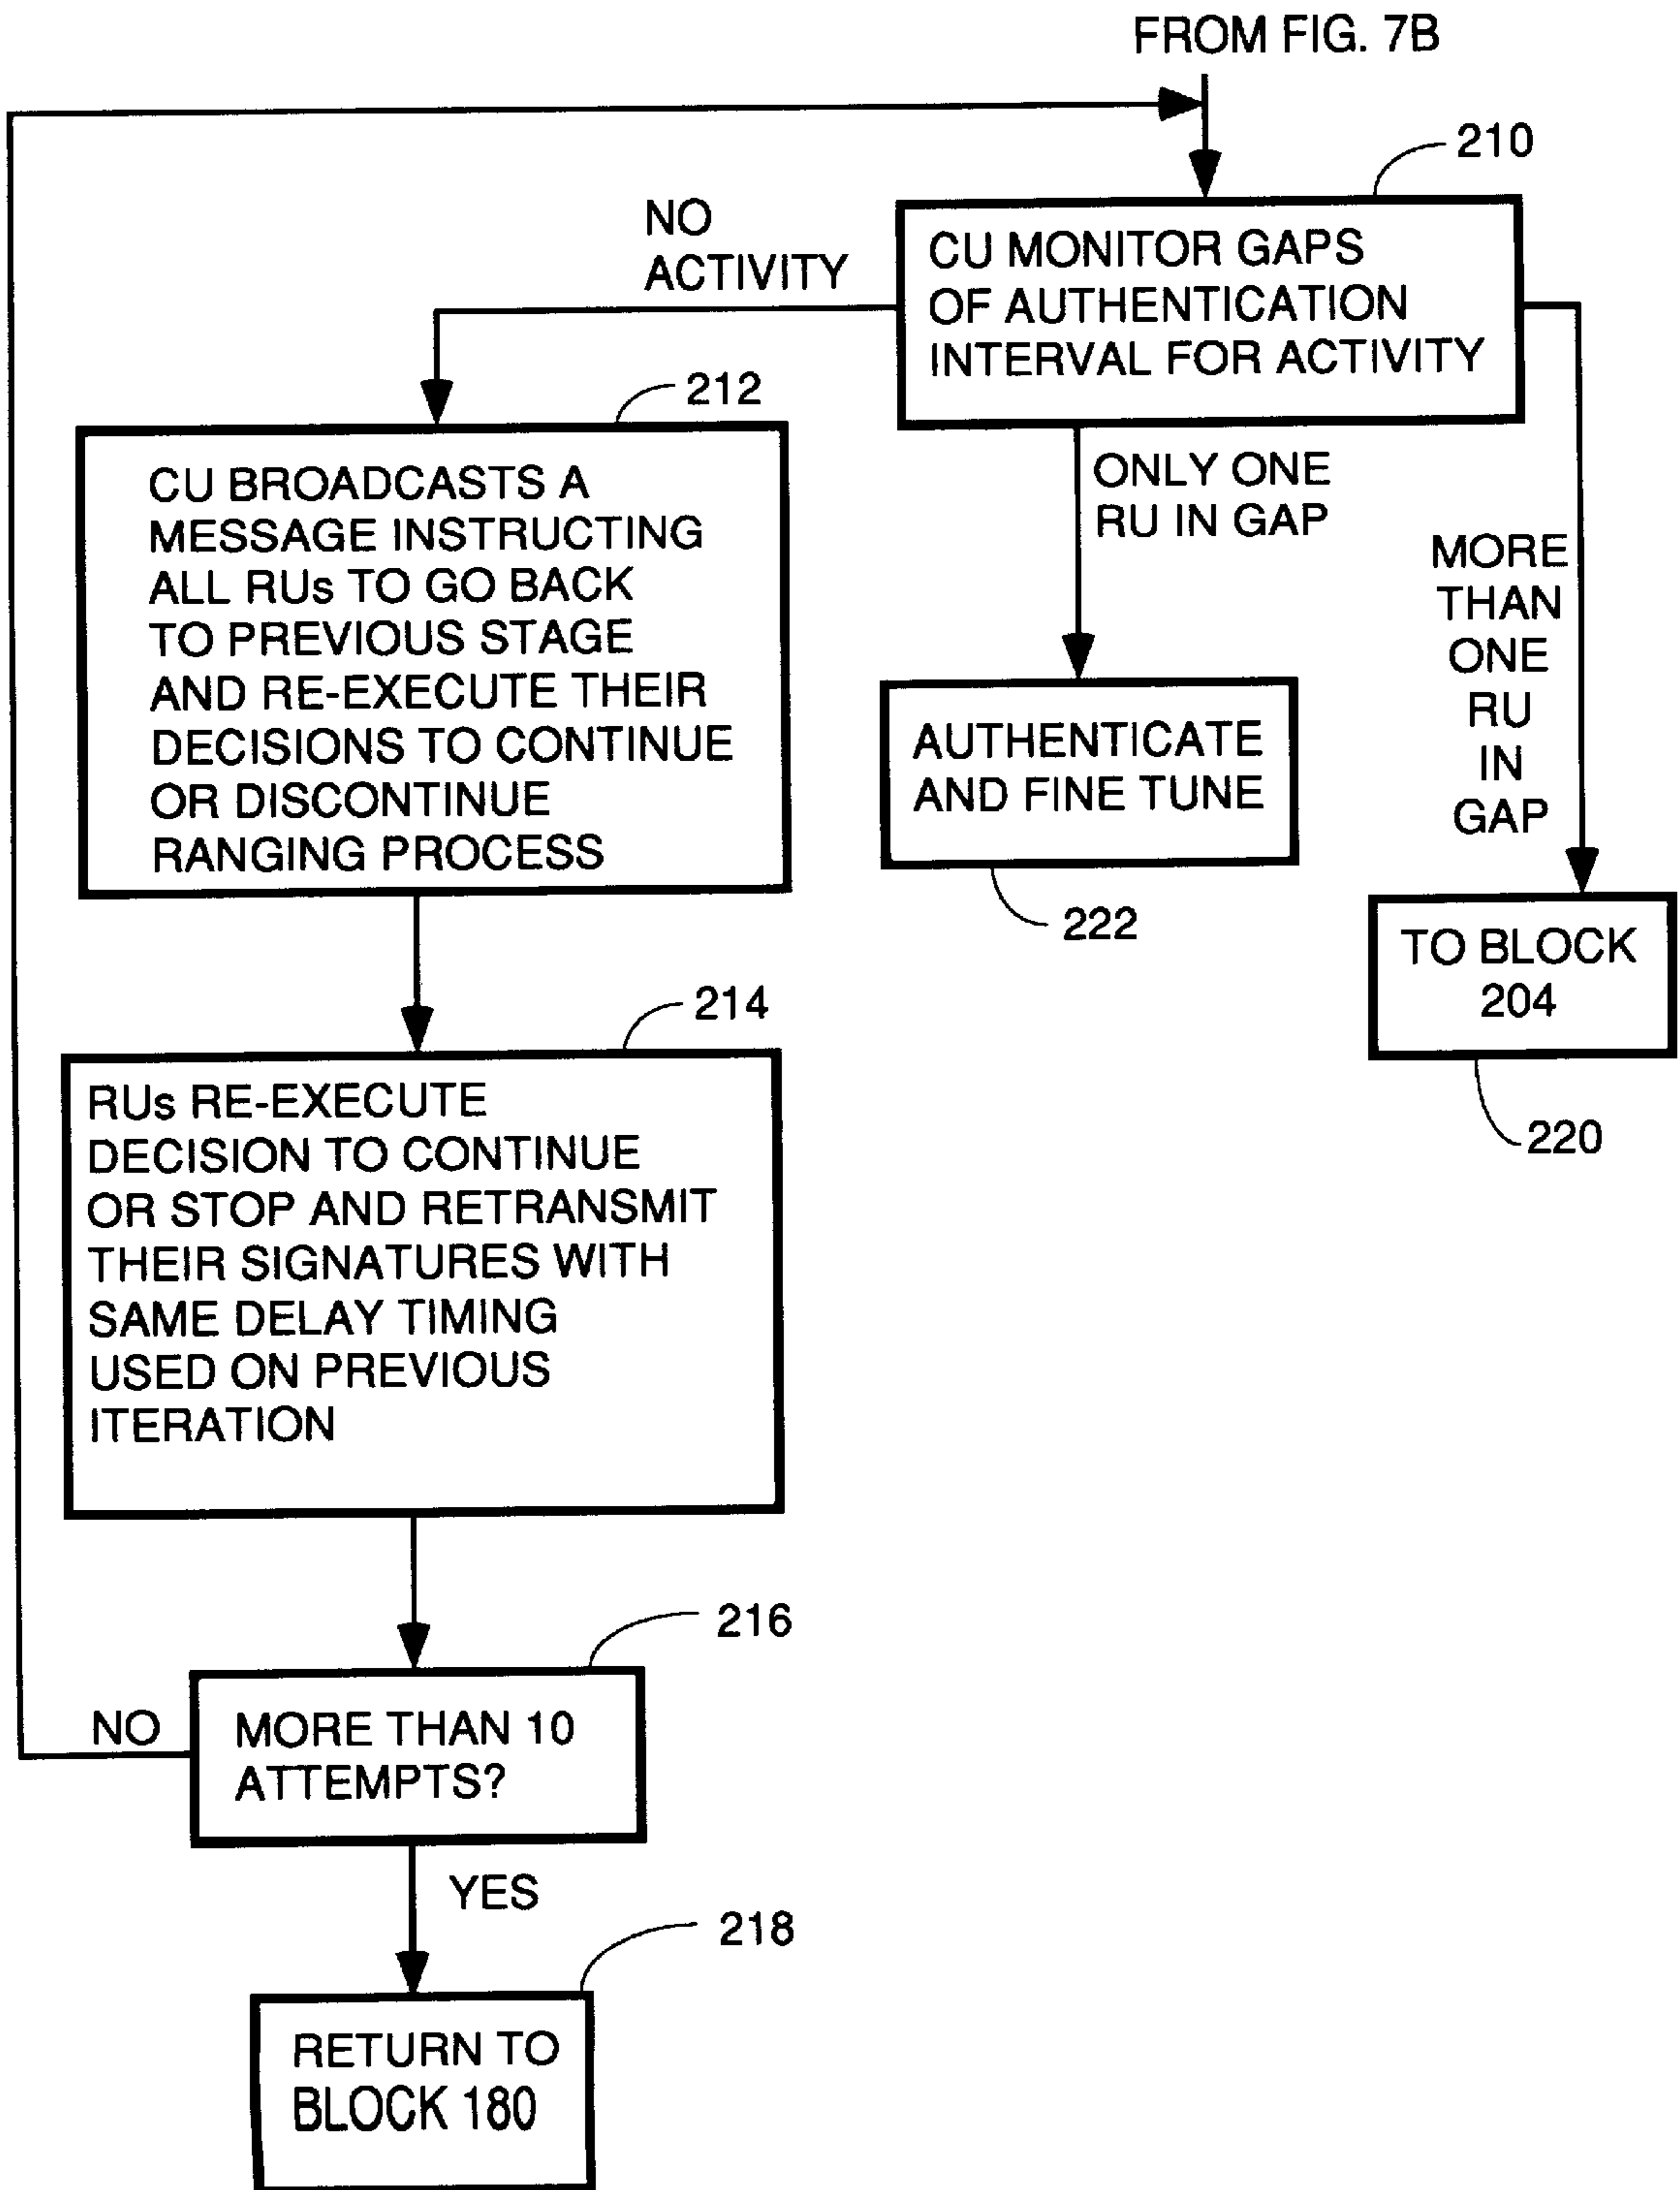 FROM FIG. 7B
210
NO
ACTIVITY
CU MONITOR GAPS
OF AUTHENTICATION
INTERVAL FOR ACTIVITY
212
CU BROADCASTS A
MESSAGE INSTRUCTING
ALL RUs TO GO BACK
TO PREVIOUS STAGE
AND RE-EXECUTE THEIR
DECISIONS TO CONTINUE
OR DISCONTINUE
RANGING PROCESS
ONLY ONE
RU IN GAP
MORE
THAN
ONE
RU
IN
GAP
AUTHENTICATE
AND FINE TUNE
222
TO BLOCK
204
220
214
RUs RE-EXECUTE
DECISION TO CONTINUE
OR STOP AND RETRANSMIT
THEIR SIGNATURES WITH
SAME DELAY TIMING
USED ON PREVIOUS
ITERATION
216
NO
MORE THAN 10
ATTEMPTS?
YES
218
RETURN TO
BLOCK 180